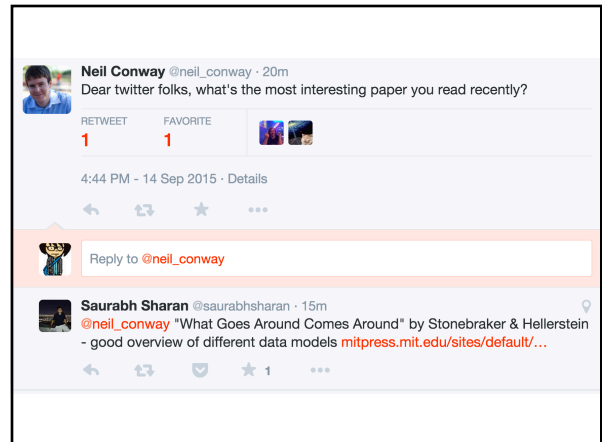 Neil Conway @neil_conway · 20m
Dear twitter folks, what's the most interesting paper you read recently?
RETWEET FAVORITE
1 1
4:44 PM - 14 Sep 2015 · Details
Reply to @neil_conway
Saurabh Sharan @saurabhsharan · 15m
@neil_conway "What Goes Around Comes Around" by Stonebraker & Hellerstein
- good overview of different data models mitpress.mit.edu/sites/default/…
1